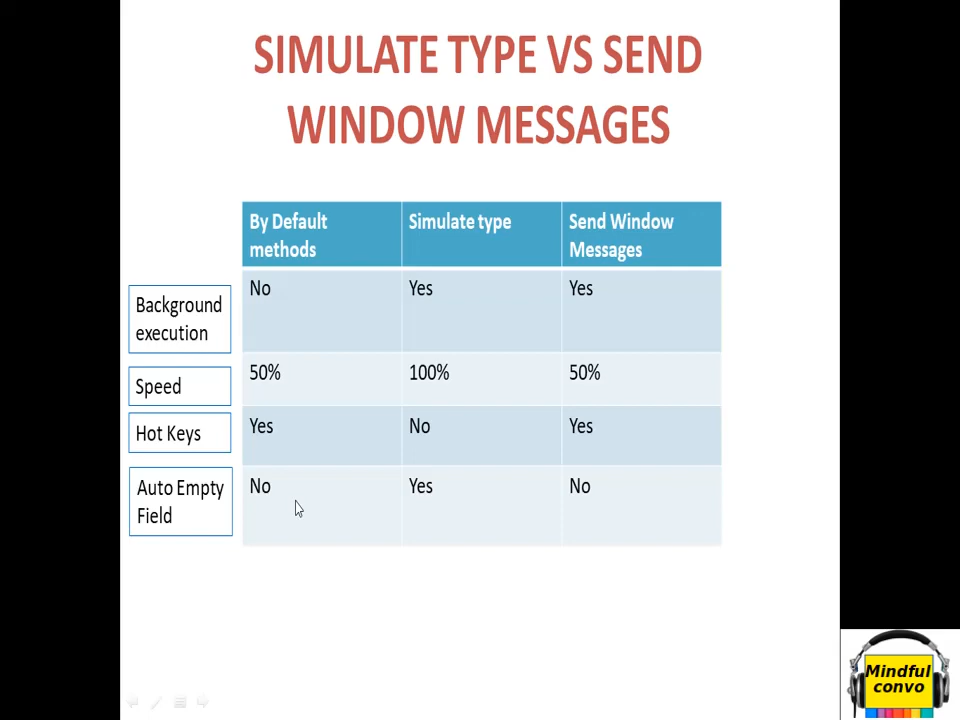 SIMULATE TYPE VS SEND
WINDOW MESSAGES
By Default
methods
Simulate type
Send Window
Messages
Background
execution
No
Yes
Yes
Speed
50%
100%
50%
Hot Keys
Yes
No
Yes
Auto Empty
Field
No
Yes
No
Mindful
convo